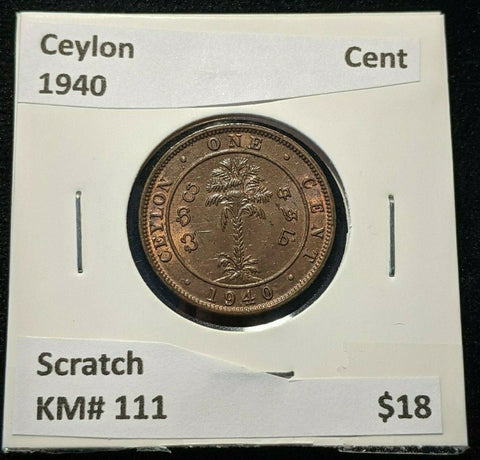 Ceylon Cent
1940
CEYLON · ONE · CENT
· 1940 ·
Scratch
KM# 111 $18